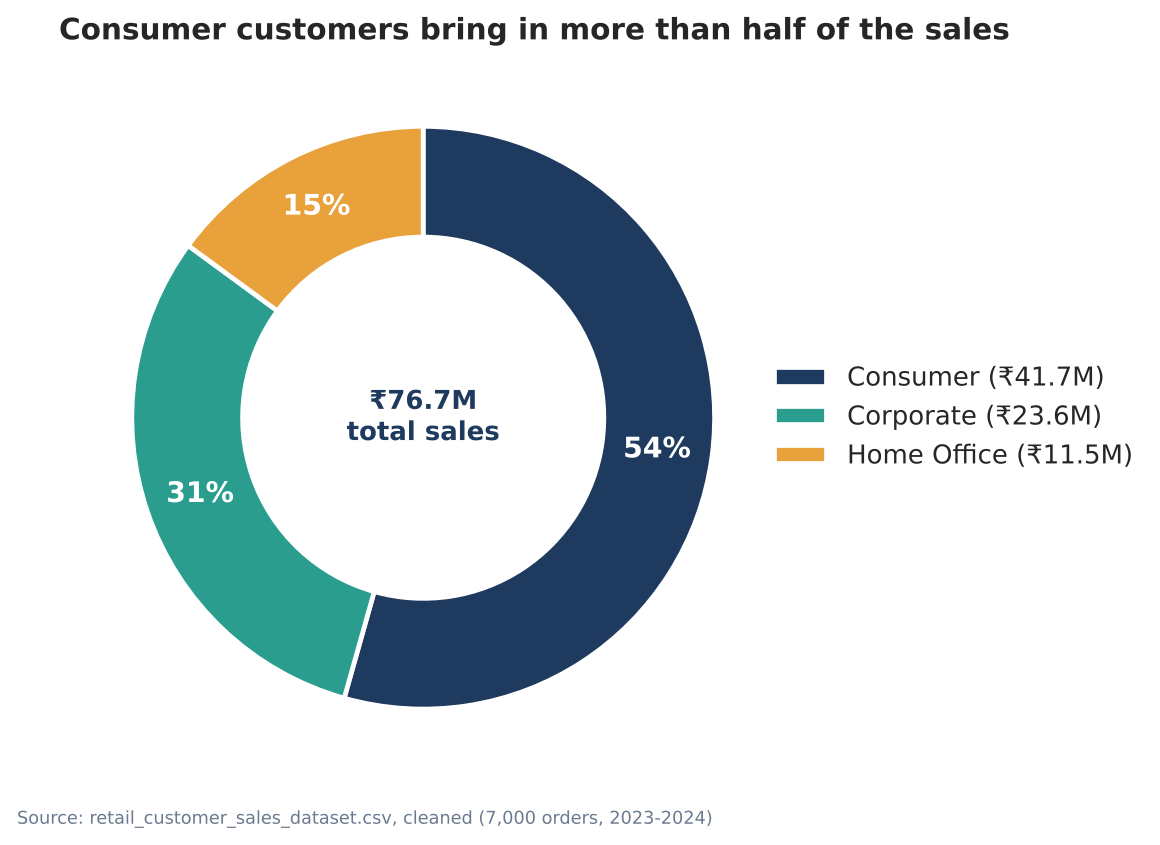 Consumer customers bring in more than half of the sales
15%
₹76.7M
total sales
54%
31%
Consumer (₹41.7M)
Corporate (₹23.6M)
Home Office (₹11.5M)
Source: retail_customer_sales_dataset.csv, cleaned (7,000 orders, 2023-2024)